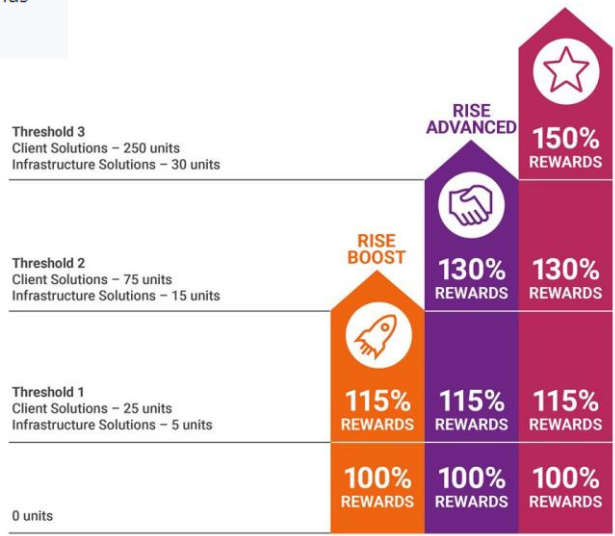 RISE
ADVANCED
150%
REWARDS
Threshold 3
Client Solutions – 250 units
Infrastructure Solutions – 30 units
RISE
BOOST
130%
REWARDS
130%
REWARDS
Threshold 2
Client Solutions – 75 units
Infrastructure Solutions – 15 units
115%
REWARDS
115%
REWARDS
115%
REWARDS
Threshold 1
Client Solutions – 25 units
Infrastructure Solutions – 5 units
100%
REWARDS
100%
REWARDS
100%
REWARDS
0 units